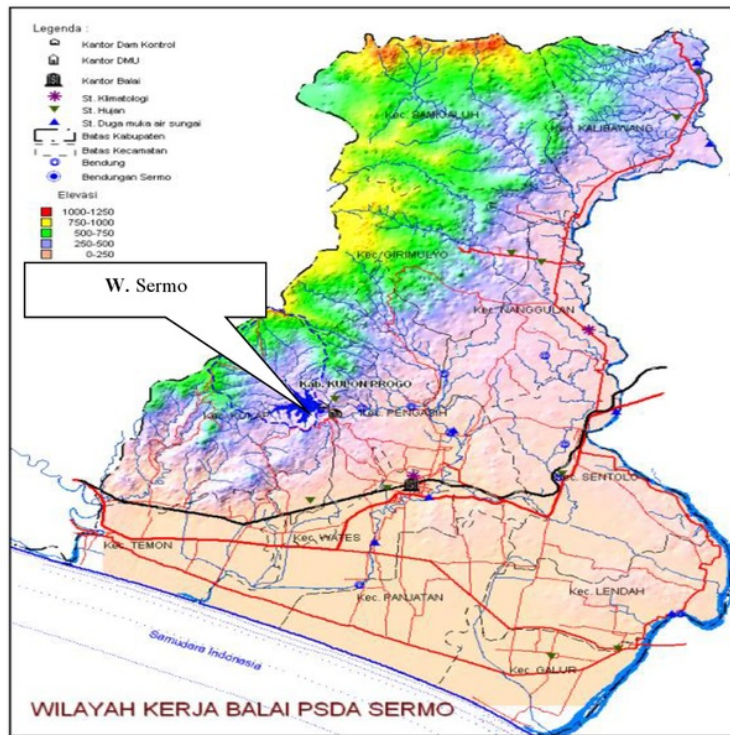 Legenda :
Kantor Dam Kontrol
Kantor DMU
Kantor Balai
St. Klimatologi
St. Hujan
St. Duga muka air sungai
Batas Kabupaten
Batas Kecamatan
Bendung
Bendungan Sermo
Elevasi
1000-1250
750-1000
500-750
250-500
0-250
Kec. SAMIGALUH
Kec. KALIBAWANG
Kec. GIRIMULYO
W. Sermo
Kec. NANGGULAN
Kab. KULON PROGO
Kec. PENGASIH
Kec. SENTOLO
Kec. TEMON
Kec. WATES
Kec. PANJATAN
Kec. LENDAH
Kec. GALUR
Samudara Indonesia
WILAYAH KERJA BALAI PSDA SERMO